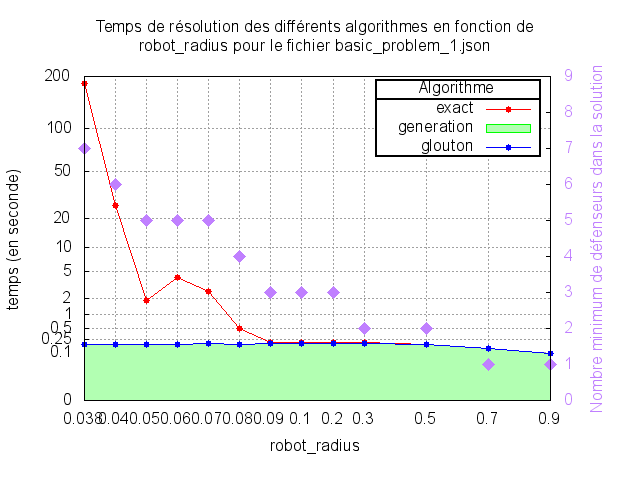 Temps de résolution des différents algorithmes en fonction de
robot_radius pour le fichier basic_problem_1.json
Algorithme
exact
generation
glouton
temps (en seconde)
200
100
50
20
10
5
2
1
0.5
0.25
0.1
0
Nombre minimum de défenseurs dans la solution
9
8
7
6
5
4
3
2
1
0
0.038 0.040 0.05 0.06 0.07 0.08 0.09 0.1 0.2 0.3 0.5 0.7 0.9
robot_radius